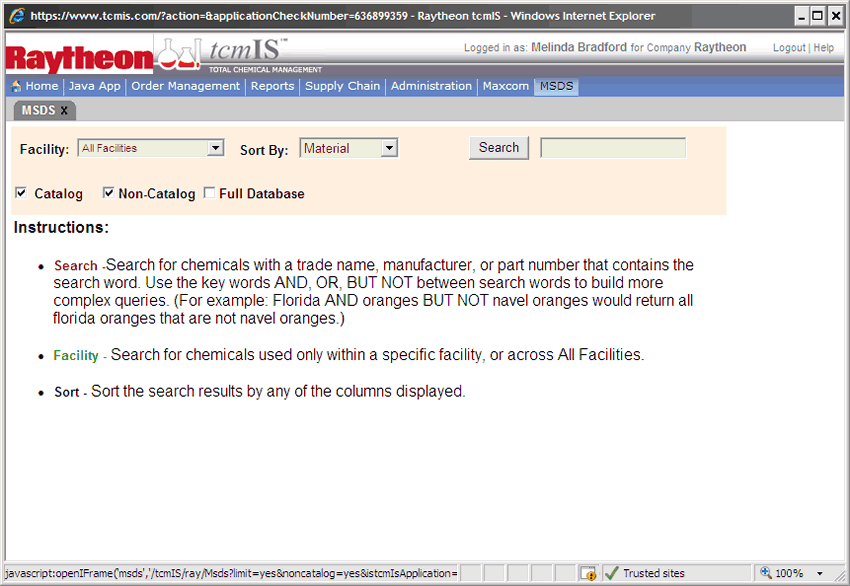 https://www.tcmis.com/?action=&applicationCheckNumber=636899359 - Raytheon tcmIS - Windows Internet Explorer
Raytheon tcmIS™
TOTAL CHEMICAL MANAGEMENT
Logged in as: Melinda Bradford for Company Raytheon Logout | Help
Home | Java App | Order Management | Reports | Supply Chain | Administration | Maxcom | MSDS
MSDS X
Facility: All Facilities Sort By: Material Search
Catalog Non-Catalog Full Database
Instructions:
• Search -Search for chemicals with a trade name, manufacturer, or part number that contains the
search word. Use the key words AND, OR, BUT NOT between search words to build more
complex queries. (For example: Florida AND oranges BUT NOT navel oranges would return all
florida oranges that are not navel oranges.)
• Facility - Search for chemicals used only within a specific facility, or across All Facilities.
• Sort - Sort the search results by any of the columns displayed.
javascript:openIFrame('msds','/tcmIS/ray/Msds?limit=yes&noncatalog=yes&istcmIsApplication= Trusted sites 100%